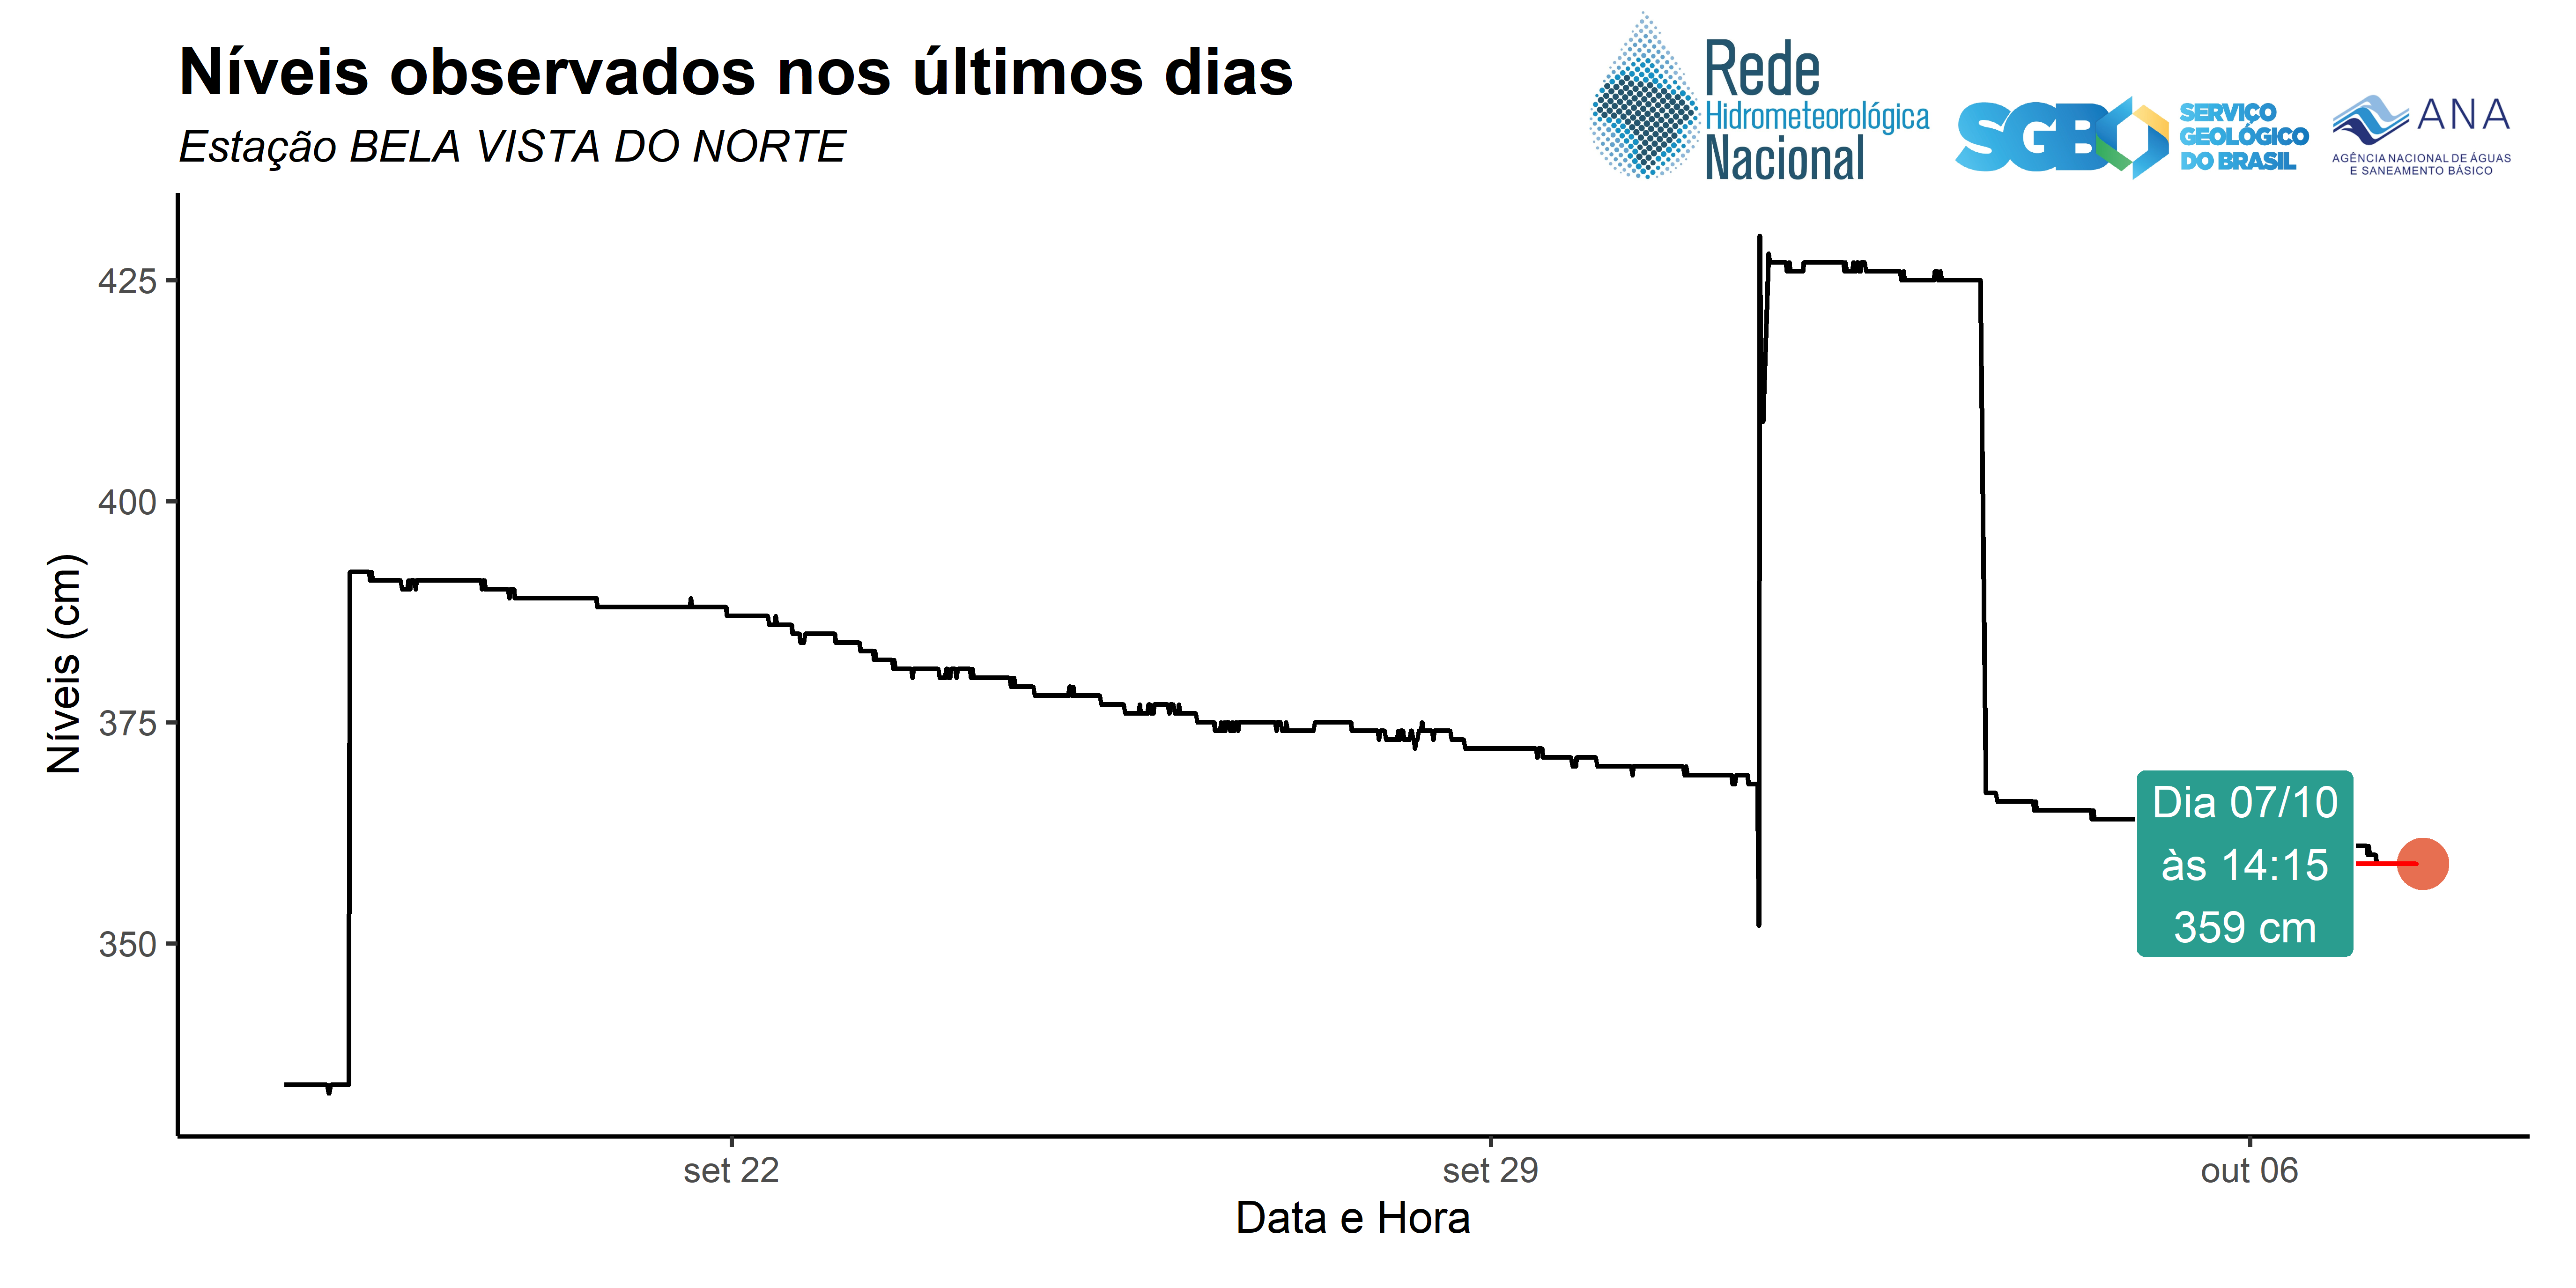 Níveis observados nos últimos dias
Estação BELA VISTA DO NORTE
Rede
Hidrometeorológica
Nacional
SGB
SERVIÇO
GEOLÓGICO
DO BRASIL
ANA
AGÊNCIA NACIONAL DE ÁGUAS
E SANEAMENTO BÁSICO
Níveis (cm)
425
400
375
350
Dia 07/10
às 14:15
359 cm
set 22
set 29
out 06
Data e Hora